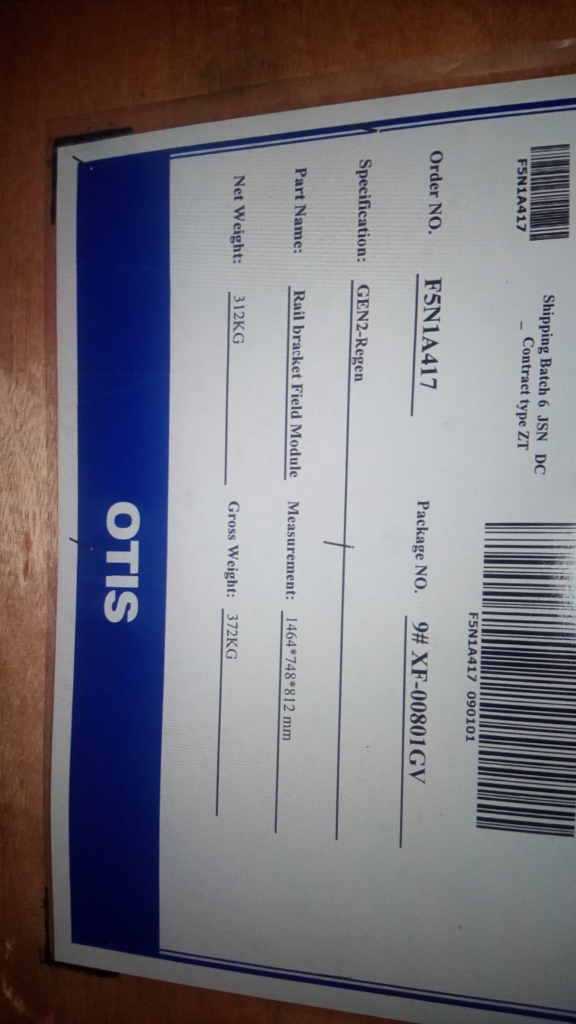 F5N1A417
Shipping Batch 6 JSN DC
_ Contract type ZT
F5N1A417 090101
Order NO. F5N1A417 Package NO. 9# XF-00801GV
Specification: GEN2-Regen
Part Name: Rail bracket Field Module Measurement: 1464*748*812 mm
Net Weight: 312KG Gross Weight: 372KG
OTIS